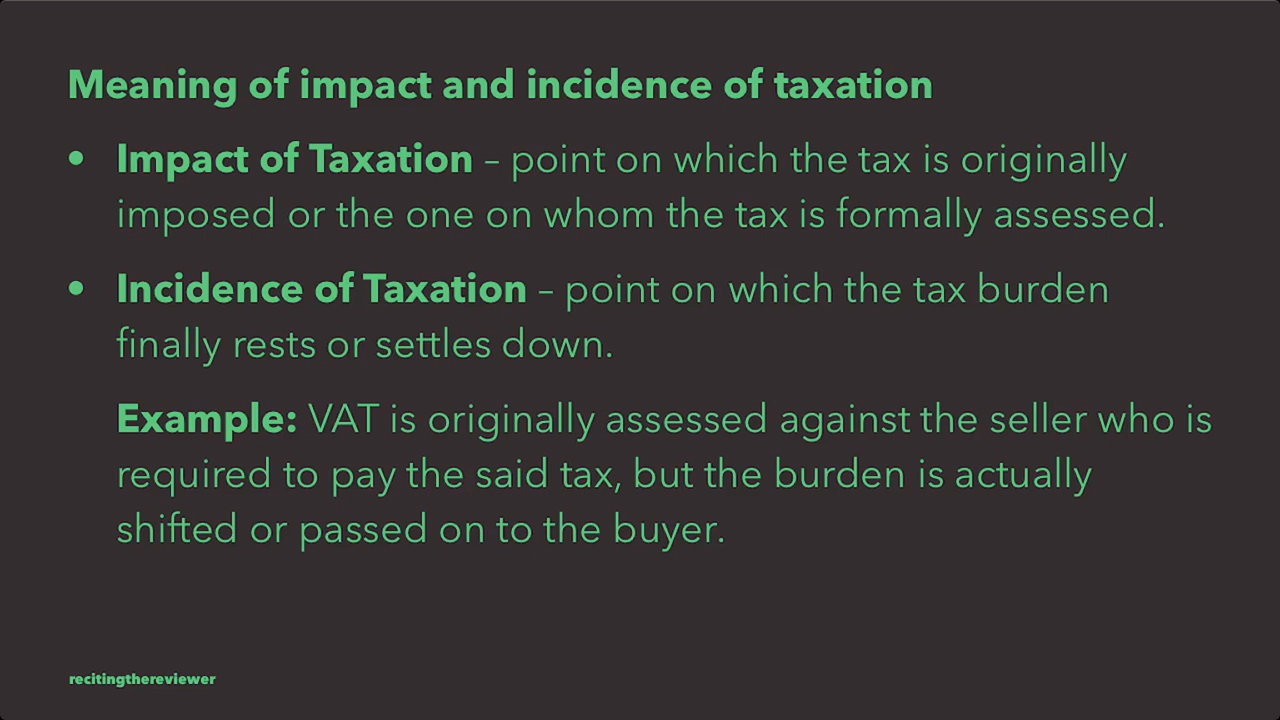 Meaning of impact and incidence of taxation
• Impact of Taxation – point on which the tax is originally
imposed or the one on whom the tax is formally assessed.
• Incidence of Taxation – point on which the tax burden
finally rests or settles down.
Example: VAT is originally assessed against the seller who is
required to pay the said tax, but the burden is actually
shifted or passed on to the buyer.
recitingthereviewer